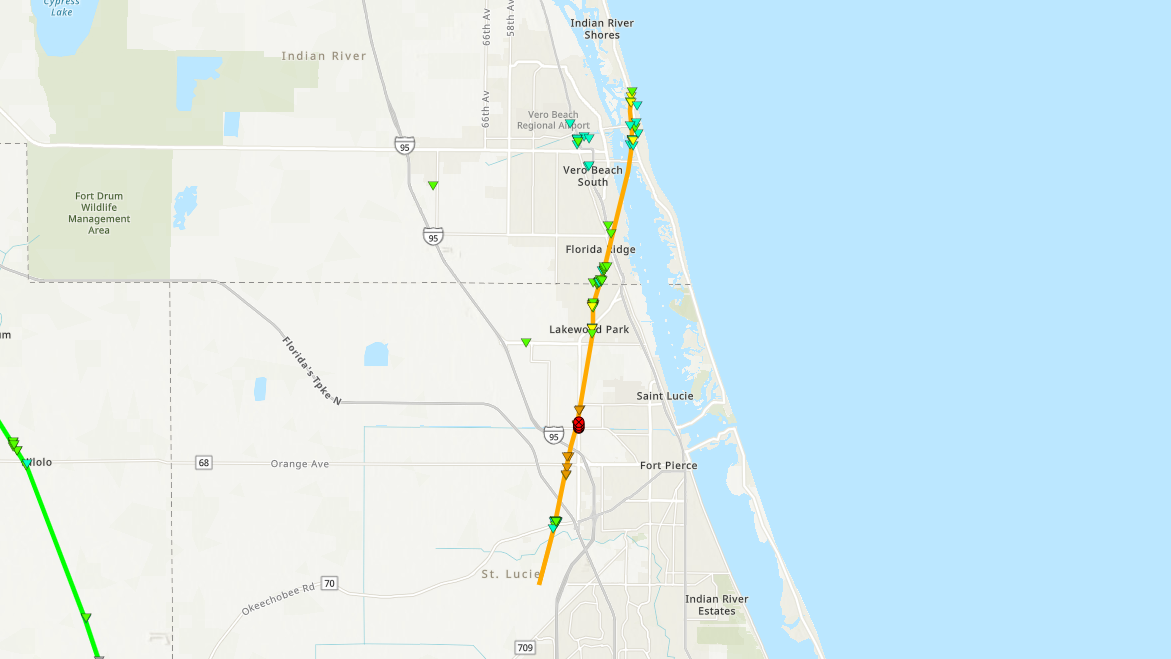 Cypress
Lake
Indian River
66th Av
58th Av
Indian River
Shores
66th Av
Vero Beach
Regional Airport
95
Vero Beach
South
Fort Drum
Wildlife
Management
Area
95
Florida Ridge
Lakewood Park
Florida's Tpke N
Saint Lucie
95
68
Orange Ave
Fort Pierce
St. Lucie
70
Okeechobee Rd
Indian River
Estates
709